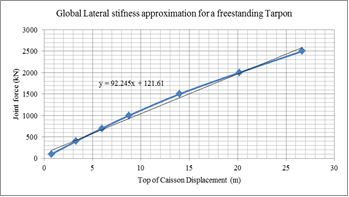 Global Lateral stifness approximation for a freestanding Tarpon
3000
2500
2000
1500
1000
500
0
Joint force (kN)
y = 92.245x + 121.61
0 5 10 15 20 25 30
Top of Caisson Displacement (m)